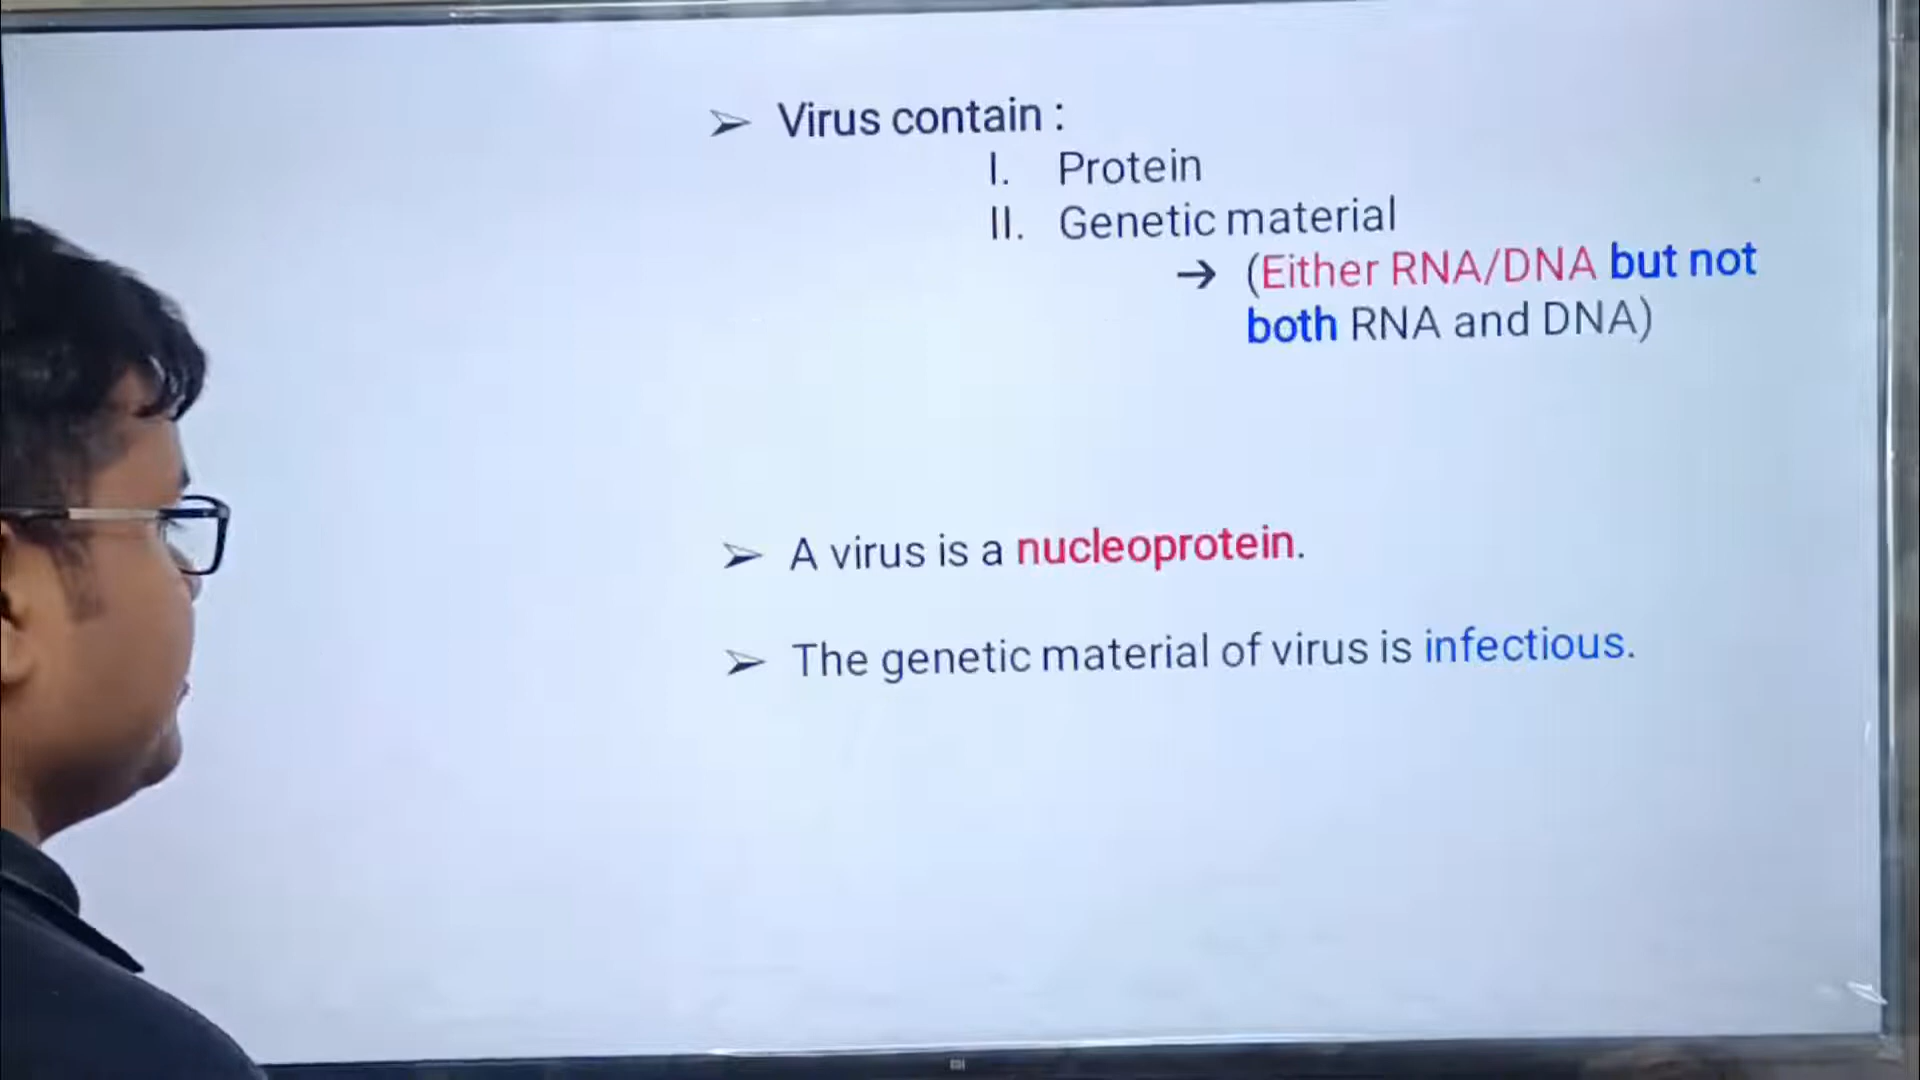 ➢ Virus contain :
I. Protein
II. Genetic material
→ (Either RNA/DNA but not
both RNA and DNA)
➢ A virus is a nucleoprotein.
➢ The genetic material of virus is infectious.